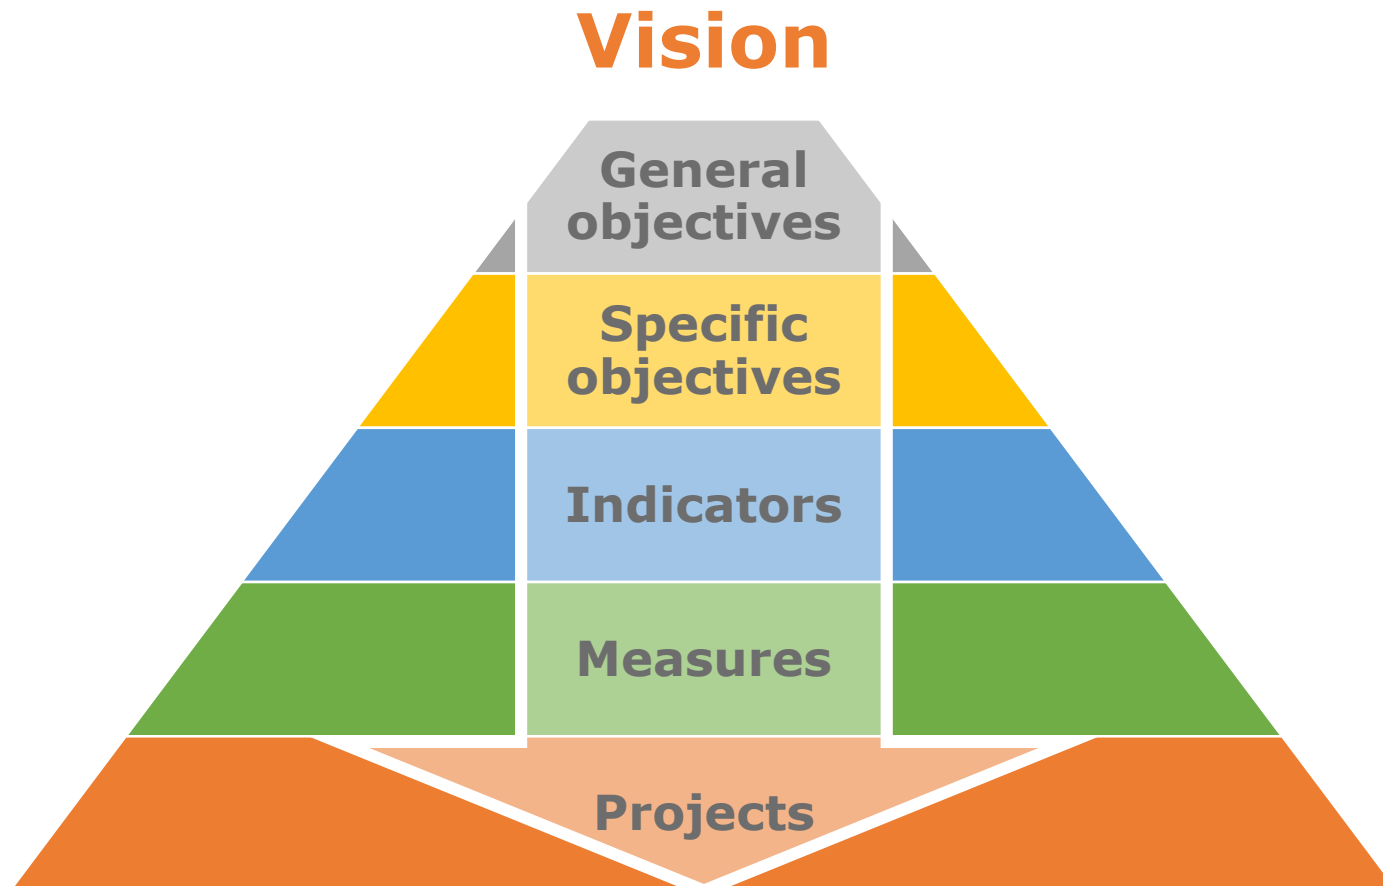 Vision
General
objectives
Specific
objectives
Indicators
Measures
Projects